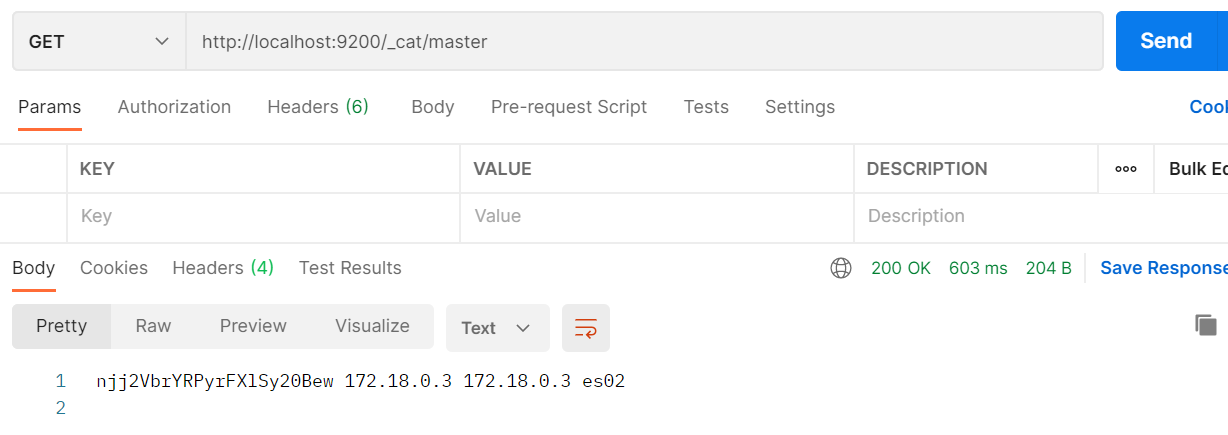 GET http://localhost:9200/_cat/master Send
Params Authorization Headers (6) Body Pre-request Script Tests Settings Cool
KEY VALUE DESCRIPTION ooo Bulk Ed
Key Value Description
Body Cookies Headers (4) Test Results 200 OK 603 ms 204 B Save Response
Pretty Raw Preview Visualize Text
1 njj2VbrYRPyrFXlSy20Bew 172.18.0.3 172.18.0.3 es02
2